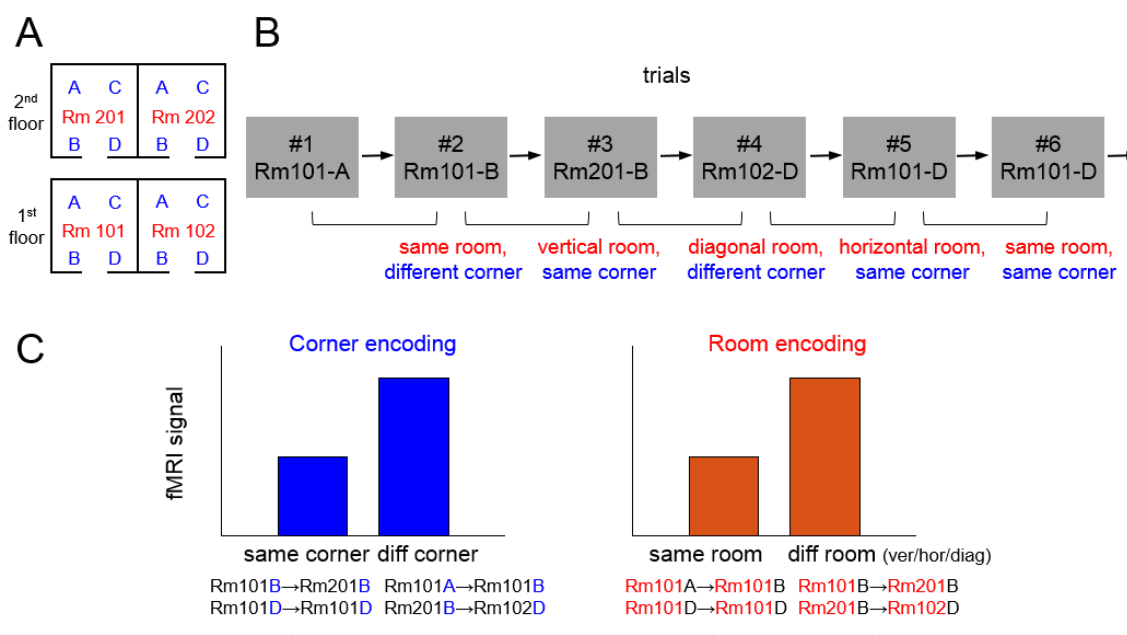 A
2nd
floor
A C A C
Rm 201 Rm 202
B D B D
1st
floor
A C A C
Rm 101 Rm 102
B D B D
B
trials
#1
Rm101-A
#2
Rm101-B
#3
Rm201-B
#4
Rm102-D
#5
Rm101-D
#6
Rm101-D
same room,
different corner
vertical room,
same corner
diagonal room,
different corner
horizontal room,
same corner
same room,
same corner
C
fMRI signal
Corner encoding
same corner diff corner
Rm101B→Rm201B Rm101A→Rm101B
Rm101D→Rm101D Rm201B→Rm102D
Room encoding
same room diff room (ver/hor/diag)
Rm101A→Rm101B Rm101B→Rm201B
Rm101D→Rm101D Rm201B→Rm102D